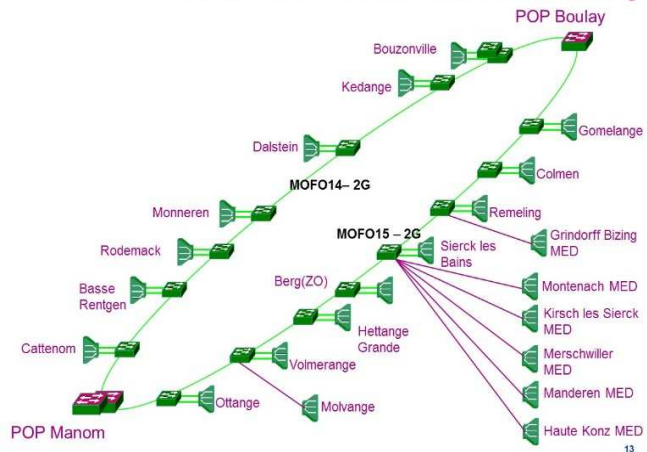 POP Boulay
Bouzonville
Kedange
Gomelange
Dalstein
Colmen
MOFO14– 2G
Monneren
Remeling
MOFO15 – 2G
Grindorff Bizing
MED
Rodemack
Sierck les
Bains
Basse
Rentgen
Berg(ZO)
Montenach MED
Kirsch les Sierck
MED
Hettange
Grande
Cattenom
Merschwiller
MED
Volmerange
Manderen MED
Ottange
Molvange
Haute Konz MED
POP Manom
13